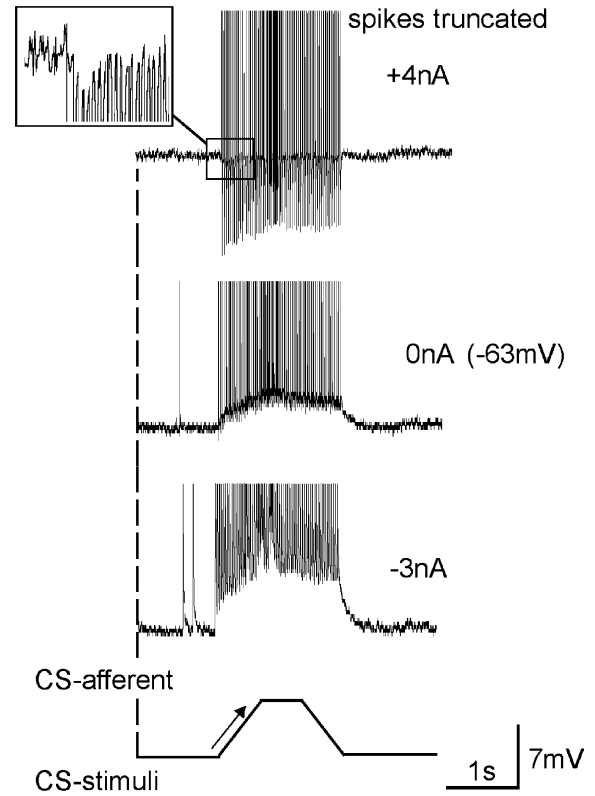 spikes truncated
+4nA
0nA (-63mV)
-3nA
CS-afferent
CS-stimuli
1s
7mV